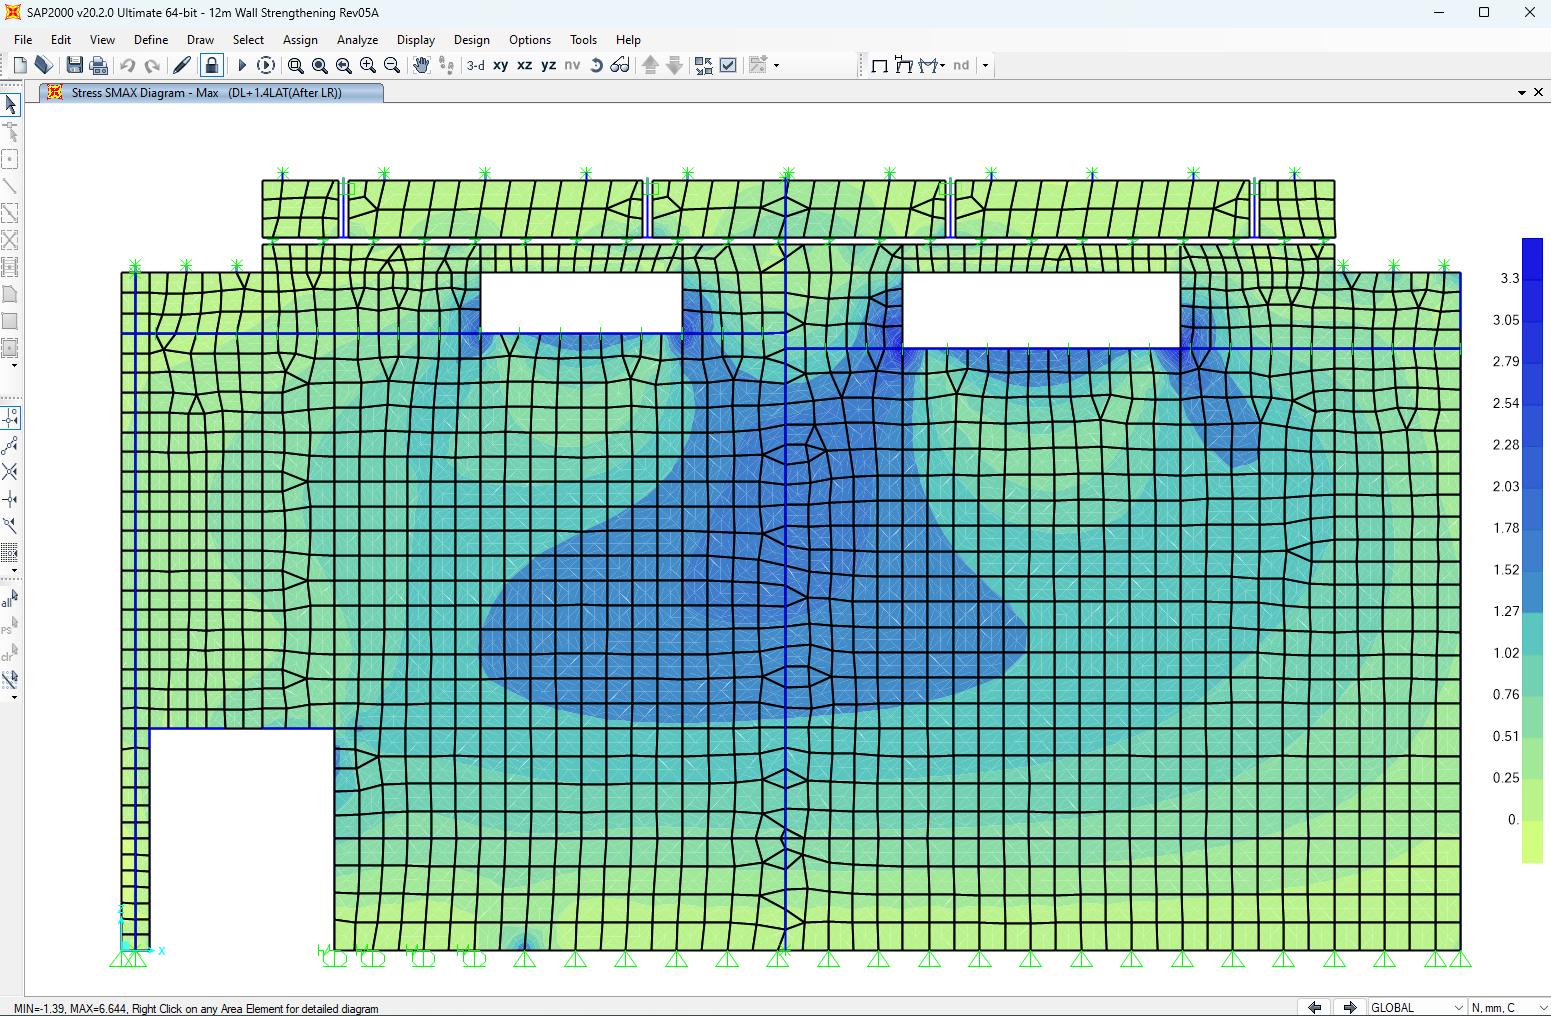 SAP2000 v20.2.0 Ultimate 64-bit - 12m Wall Strengthening Rev05A
File Edit View Define Draw Select Assign Analyze Display Design Options Tools Help
3-d xy xz yz nv nd
Stress SMAX Diagram - Max (DL+1.4LAT(After LR))
3.3
3.05
2.79
2.54
2.28
2.03
1.78
1.52
1.27
1.02
0.76
0.51
0.25
0.
all
PS
clr
Z
X
MIN=-1.39, MAX=6.644, Right Click on any Area Element for detailed diagram
GLOBAL
N, mm, C